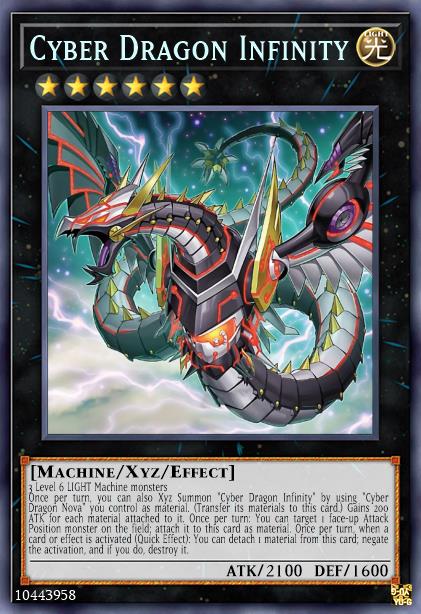 CYBER DRAGON INFINITY
LIGHT
光
[MACHINE/XYZ/EFFECT]
3 Level 6 LIGHT Machine monsters
Once per turn, you can also Xyz Summon "Cyber Dragon Infinity" by using "Cyber
Dragon Nova" you control as material. (Transfer its materials to this card.) Gains 200
ATK for each material attached to it. Once per turn: You can target 1 face-up Attack
Position monster on the field; attach it to this card as material. Once per turn, when a
card or effect is activated (Quick Effect): You can detach 1 material from this card; negate
the activation, and if you do, destroy it.
ATK/2100 DEF/1600
10443958